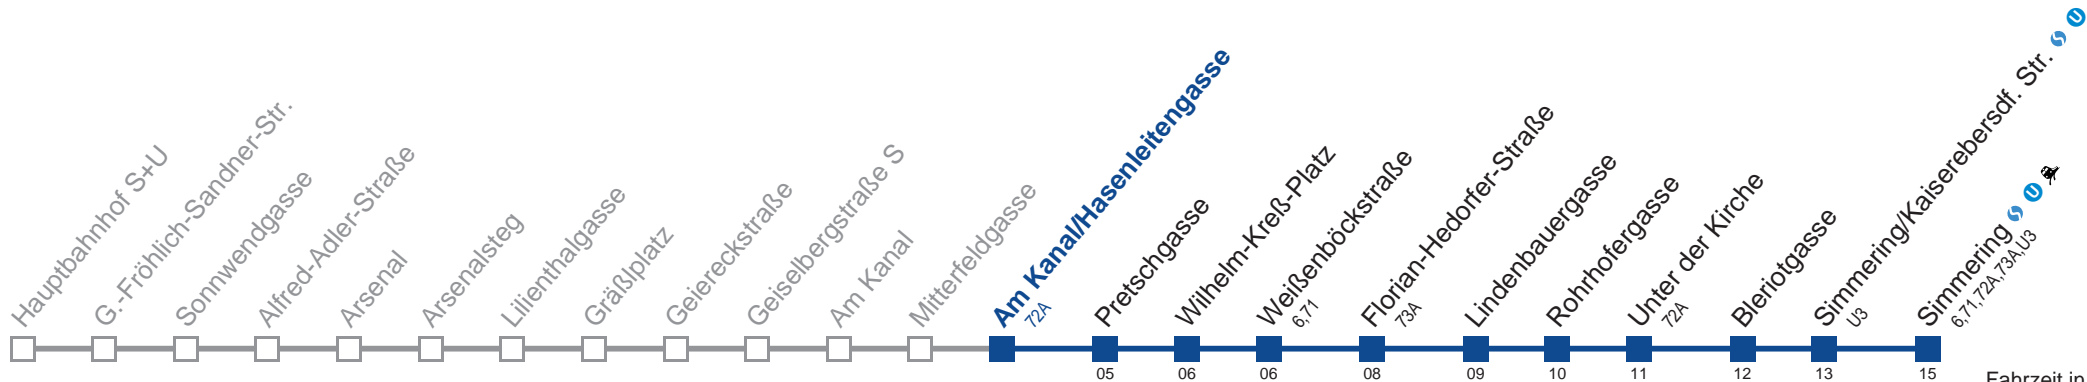 Hauptbahnhof S+U
G.-Fröhlich-Sandner-Str.
Sonnwendgasse
Alfred-Adler-Straße
Arsenal
Arsenalsteg
Lilienthalgasse
Gräßlplatz
Geiereckstraße
Geiselbergstraße S
Am Kanal
Mitterfeldgasse
Am Kanal/Hasenleitengasse
72A
Pretschgasse
Wilhelm-Kreß-Platz
Weißenböckstraße
6,71
Florian-Hedorfer-Straße
73A
Lindenbauergasse
Rohrhofergasse
Unter der Kirche
72A
Bleriotgasse
Simmering/Kaiserebersdf. Str. S U
U3
Simmering S U
6,71,72A,73A,U3
05 06 06 08 09 10 11 12 13 15
Fahrzeit in